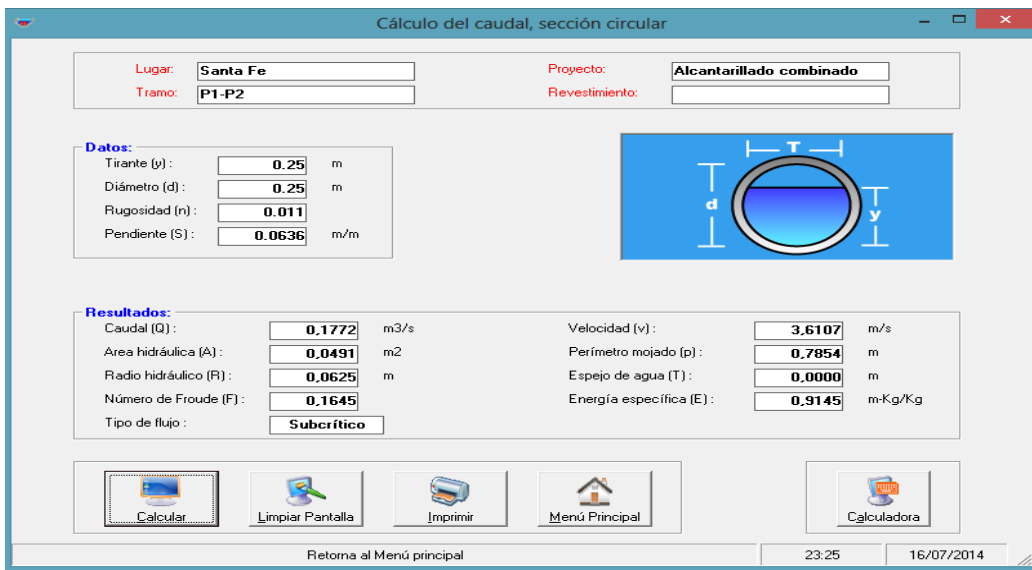 Cálculo del caudal, sección circular
Lugar: Santa Fe Proyecto: Alcantarillado combinado
Tramo: P1-P2 Revestimiento:
Datos:
Tirante (y) : 0.25 m
Diámetro (d) : 0.25 m
Rugosidad (n) : 0.011
Pendiente (S) : 0.0636 m/m
T
d
y
Resultados:
Caudal (Q) : 0,1772 m3/s Velocidad (v) : 3,6107 m/s
Area hidráulica (A) : 0,0491 m2 Perímetro mojado (p) : 0,7854 m
Radio hidráulico (R) : 0,0625 m Espejo de agua (T) : 0,0000 m
Número de Froude (F) : 0,1645 Energía específica (E) : 0,9145 m-Kg/Kg
Tipo de flujo : Subcrítico
Calcular Limpiar Pantalla Imprimir Menú Principal Calculadora
Retorna al Menú principal 23:25 16/07/2014